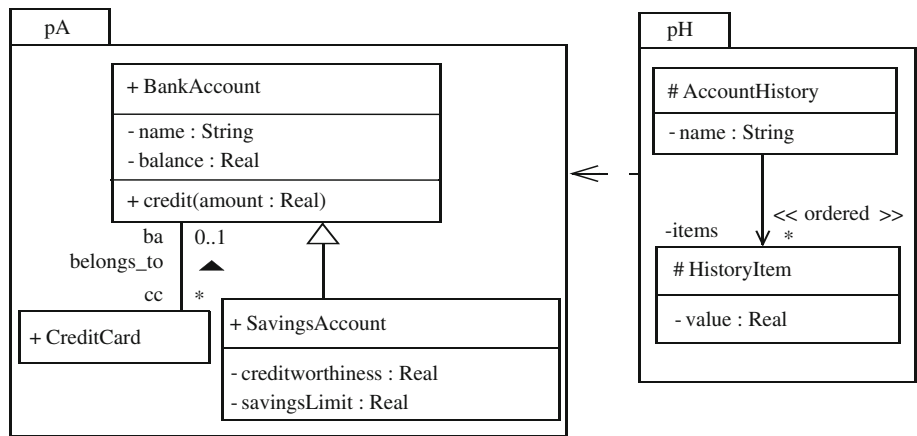 pA
+ BankAccount
- name : String
- balance : Real
+ credit(amount : Real)
ba 0..1
belongs_to
cc *
+ CreditCard
+ SavingsAccount
- creditworthiness : Real
- savingsLimit : Real
pH
# AccountHistory
- name : String
<< ordered >>
-items *
# HistoryItem
- value : Real